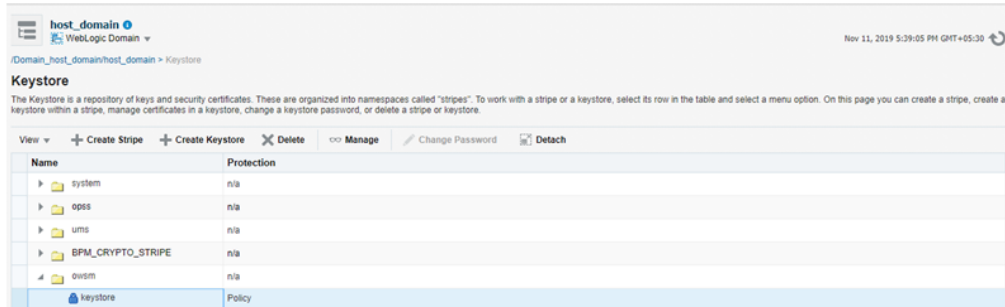 host_domain
WebLogic Domain
Nov 11, 2019 5:39:05 PM GMT+05:30
/Domain_host_domain/host_domain > Keystore
Keystore
The Keystore is a repository of keys and security certificates. These are organized into namespaces called "stripes". To work with a stripe or a keystore, select its row in the table and select a menu option. On this page you can create a stripe, create a
keystore within a stripe, manage certificates in a keystore, change a keystore password, or delete a stripe or keystore.
View Create Stripe Create Keystore Delete Manage Change Password Detach
Name Protection
system n/a
opss n/a
ums n/a
BPM_CRYPTO_STRIPE n/a
owsm n/a
keystore Policy